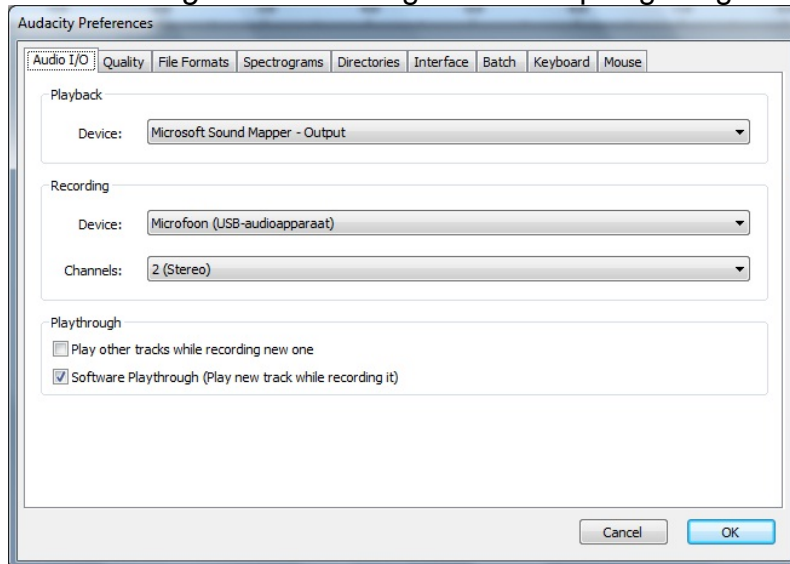 Audacity Preferences
Audio I/O Quality File Formats Spectrograms Directories Interface Batch Keyboard Mouse
Playback
Device: Microsoft Sound Mapper - Output
Recording
Device: Microfoon (USB-audioapparaat)
Channels: 2 (Stereo)
Playthrough
Play other tracks while recording new one
Software Playthrough (Play new track while recording it)
Cancel OK